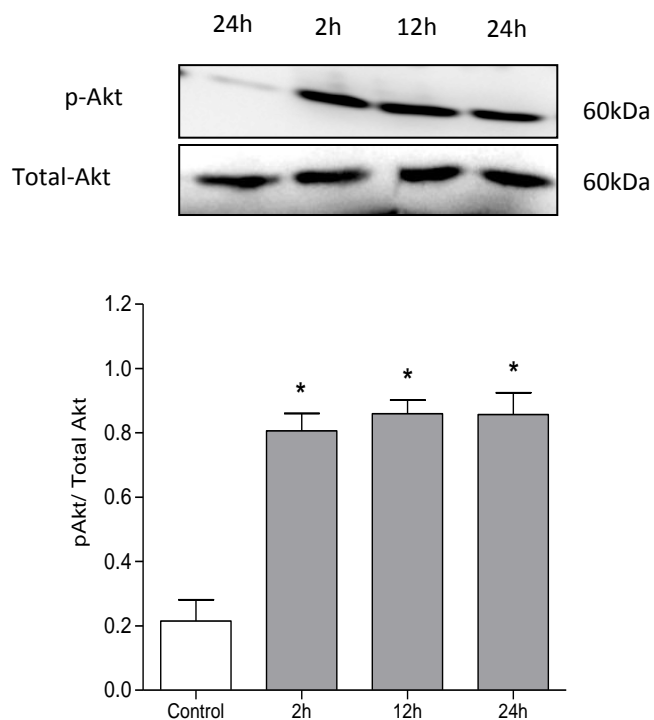 24h 2h 12h 24h
p-Akt 60kDa
Total-Akt 60kDa
1.2
1.0
0.8
0.6
0.4
0.2
0.0
pAkt/ Total Akt
* * *
Control 2h 12h 24h